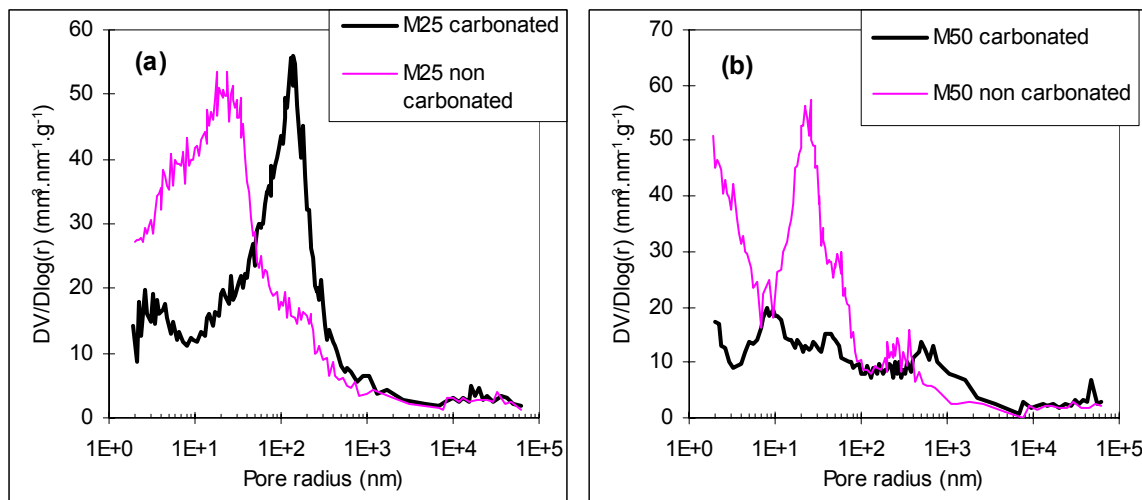 (a)
M25 carbonated
M25 non
carbonated
DV/Dlog(r) (mm³.nm⁻¹.g⁻¹)
60
50
40
30
20
10
0
1E+0 1E+1 1E+2 1E+3 1E+4 1E+5
Pore radius (nm)
(b)
M50 carbonated
M50 non carbonated
DV/Dlog(r) (mm³.nm⁻¹.g⁻¹)
70
60
50
40
30
20
10
0
1E+0 1E+1 1E+2 1E+3 1E+4 1E+5
Pore radius (nm)